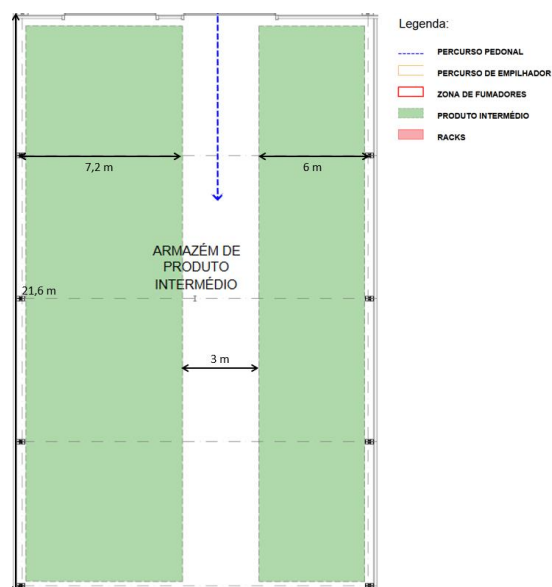 Legenda:
PERCURSO PEDONAL
PERCURSO DE EMPILHADOR
ZONA DE FUMADORES
PRODUTO INTERMÉDIO
RACKS
7,2 m
6 m
ARMAZÉM DE
PRODUTO
INTERMÉDIO
21,6 m
3 m